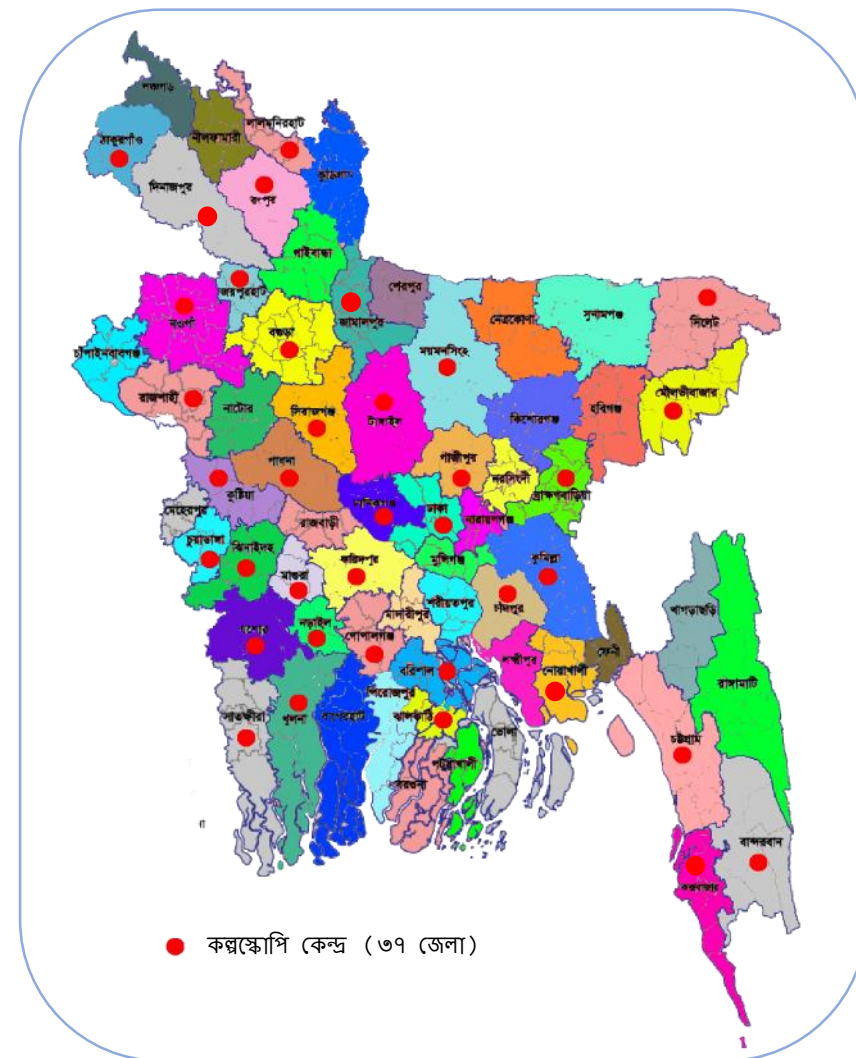 পঞ্চগড়
ঠাকুরগাঁও
নীলফামারী
লালমনিরহাট
দিনাজপুর
রংপুর
কুড়িগ্রাম
গাইবান্ধা
জয়পুরহাট
নওগাঁ
বগুড়া
জামালপুর
শেরপুর
ময়মনসিংহ
নেত্রকোণা
সুনামগঞ্জ
সিলেট
চাঁপাইনবাবগঞ্জ
রাজশাহী
নাটোর
সিরাজগঞ্জ
টাঙ্গাইল
কিশোরগঞ্জ
হবিগঞ্জ
মৌলভীবাজার
পাবনা
কুষ্টিয়া
গাজীপুর
নরসিংদী
ব্রাহ্মণবাড়িয়া
মেহেরপুর
রাজবাড়ী
মানিকগঞ্জ
ঢাকা
নারায়ণগঞ্জ
চুয়াডাঙ্গা
ঝিনাইদহ
মাগুরা
ফরিদপুর
মুন্সিগঞ্জ
কুমিল্লা
যশোর
নড়াইল
গোপালগঞ্জ
মাদারীপুর
শরীয়তপুর
চাঁদপুর
খাগড়াছড়ি
রাঙ্গামাটি
সাতক্ষীরা
খুলনা
বাগেরহাট
পিরোজপুর
বরিশাল
ঝালকাঠি
লক্ষ্মীপুর
নোয়াখালী
ফেনী
বরগুনা
পটুয়াখালী
ভোলা
চট্টগ্রাম
বান্দরবান
কক্সবাজার
কল্পস্কোপি কেন্দ্র (৩৭ জেলা)